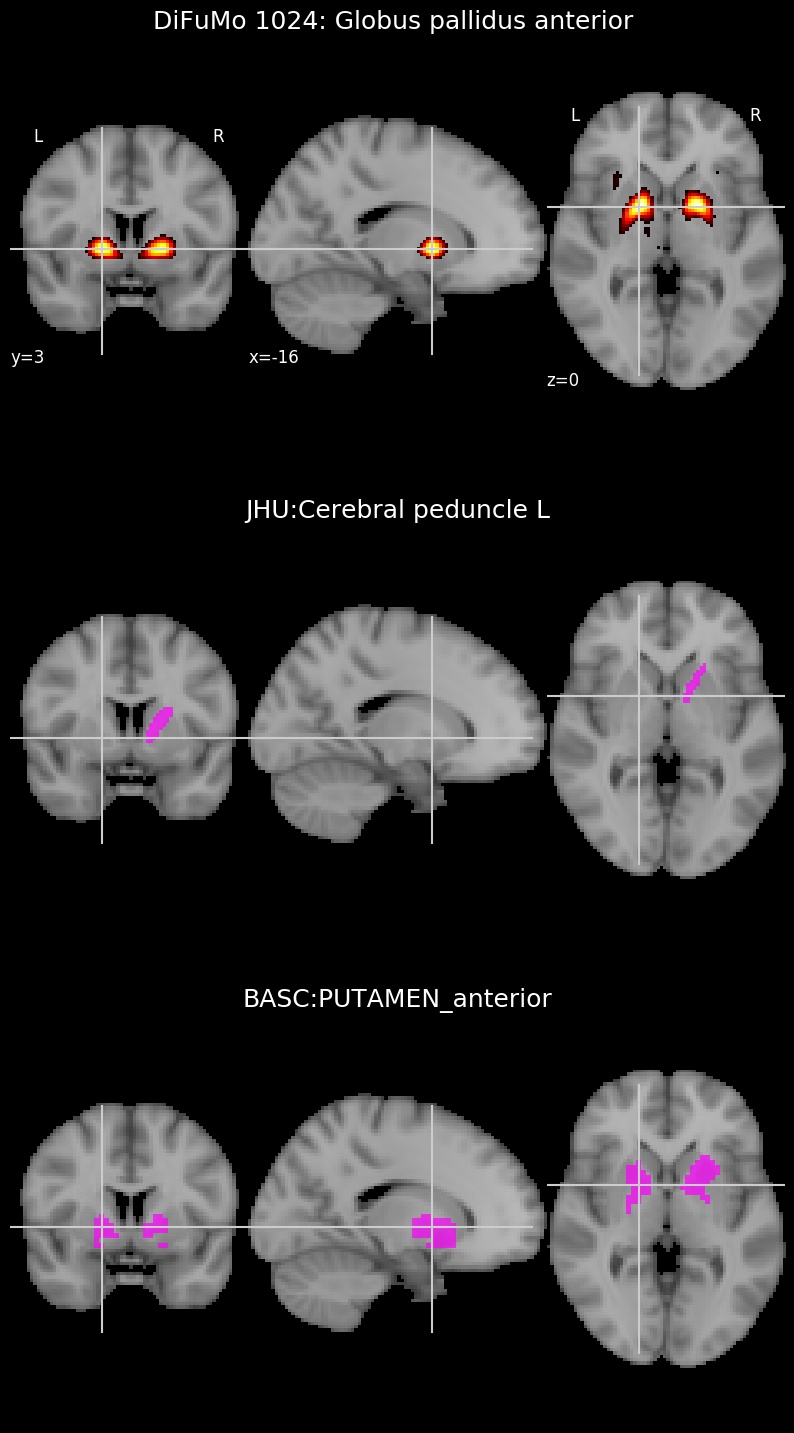 DiFuMo 1024: Globus pallidus anterior
L R
L R
y=3 x=-16 z=0
JHU:Cerebral peduncle L
BASC:PUTAMEN_anterior